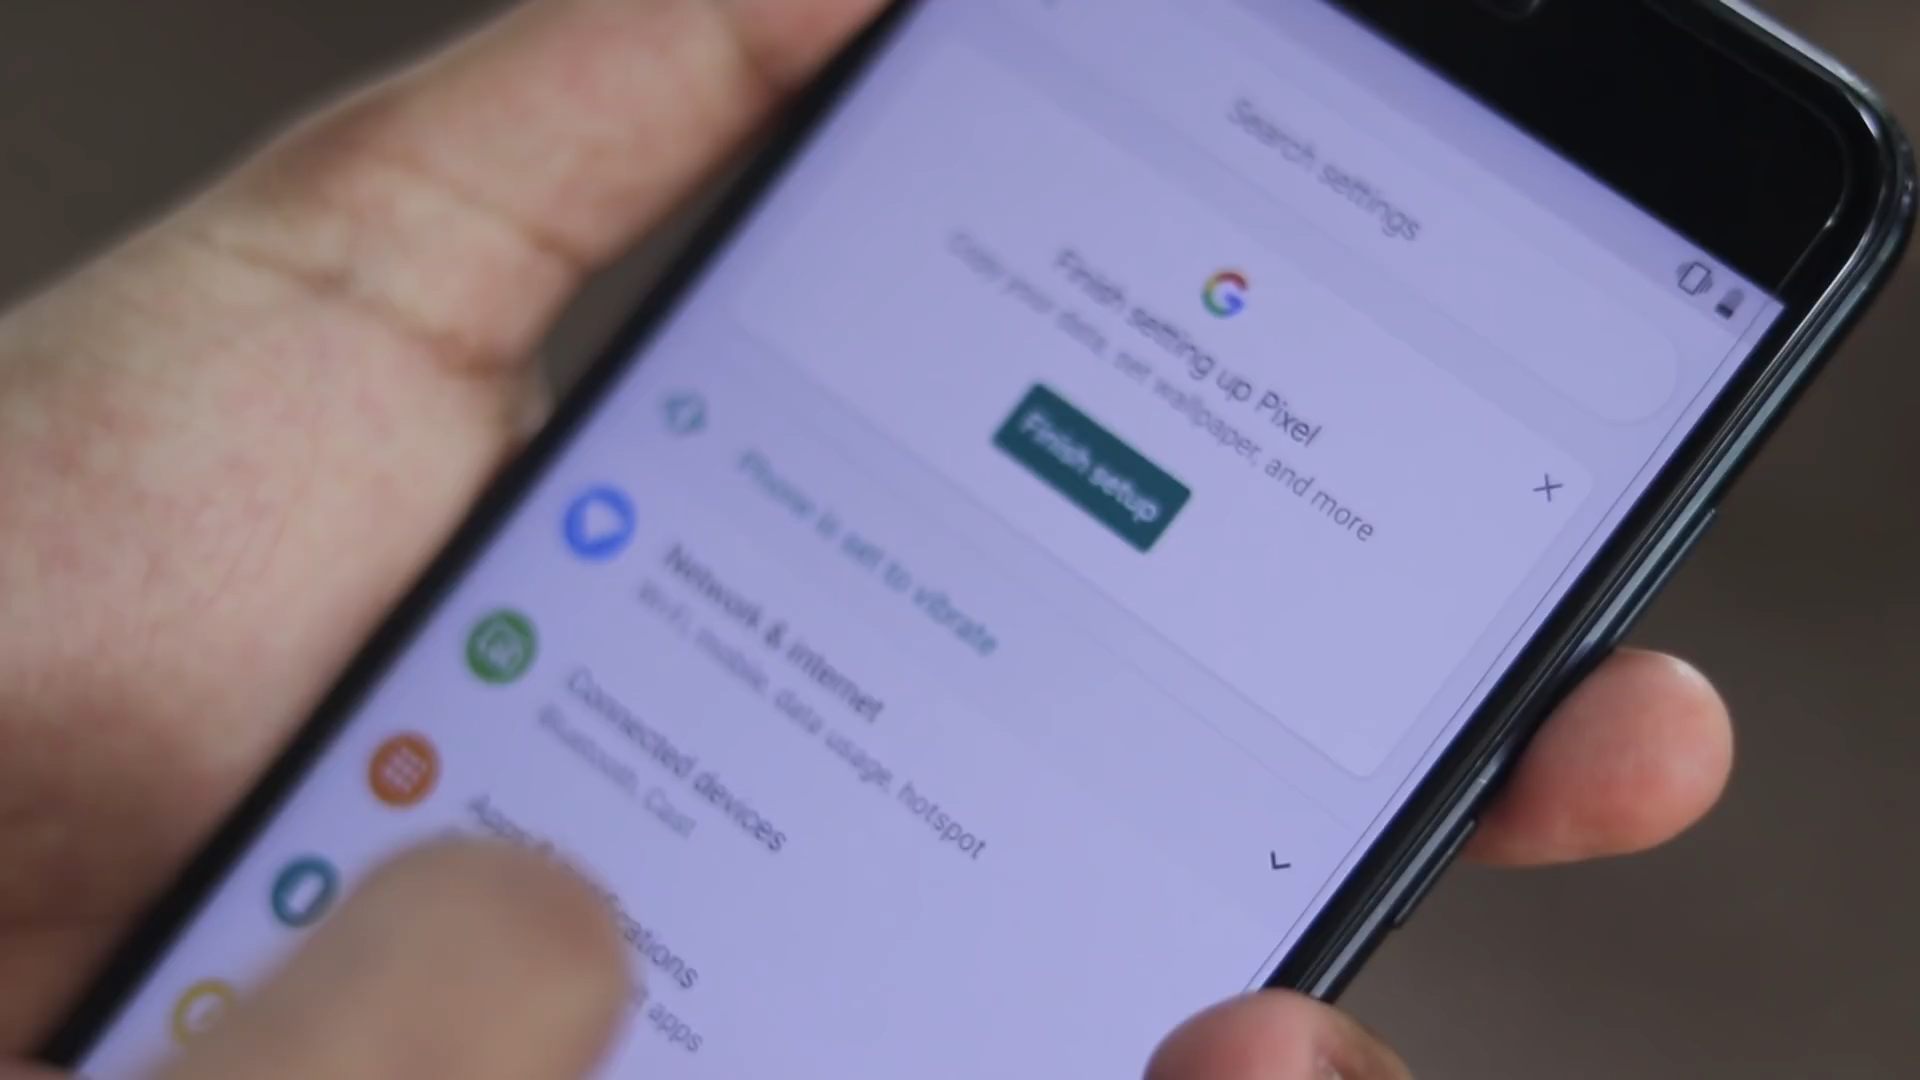 Search settings
Finish setting up Pixel
Copy your data, set wallpaper, and more
Finish setup
Phone is set to vibrate
Network & internet
Wi-Fi, mobile, data usage, hotspot
Connected devices
Bluetooth, Cast
Apps
apps